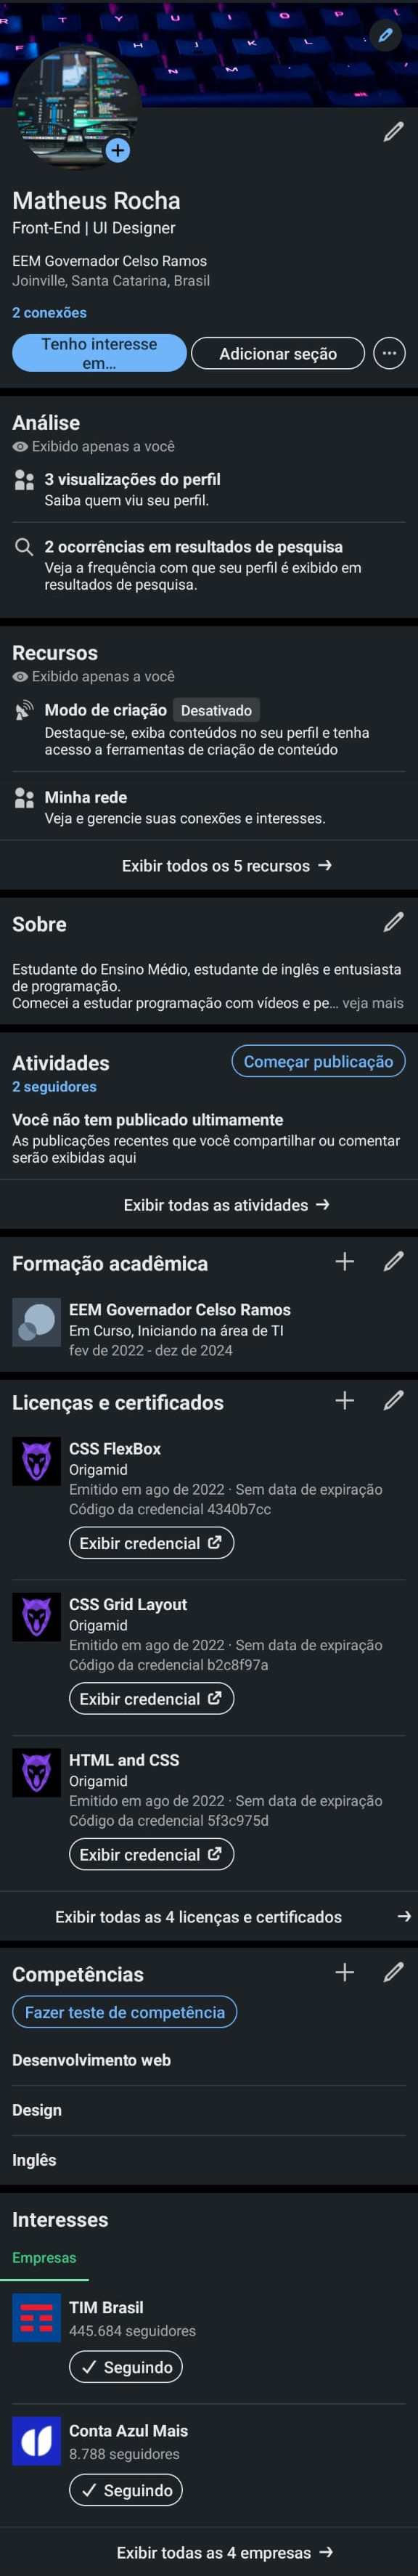 Matheus Rocha
Front-End | UI Designer
EEM Governador Celso Ramos
Joinville, Santa Catarina, Brasil
2 conexões
Tenho interesse
em...
Adicionar seção
Análise
Exibido apenas a você
3 visualizações do perfil
Saiba quem viu seu perfil.
2 ocorrências em resultados de pesquisa
Veja a frequência com que seu perfil é exibido em
resultados de pesquisa.
Recursos
Exibido apenas a você
Modo de criação Desativado
Destaque-se, exiba conteúdos no seu perfil e tenha
acesso a ferramentas de criação de conteúdo
Minha rede
Veja e gerencie suas conexões e interesses.
Exibir todos os 5 recursos →
Sobre
Estudante do Ensino Médio, estudante de inglês e entusiasta
de programação.
Comecei a estudar programação com vídeos e pe... veja mais
Atividades
Começar publicação
2 seguidores
Você não tem publicado ultimamente
As publicações recentes que você compartilhar ou comentar
serão exibidas aqui
Exibir todas as atividades →
Formação acadêmica
EEM Governador Celso Ramos
Em Curso, Iniciando na área de TI
fev de 2022 - dez de 2024
Licenças e certificados
CSS FlexBox
Origamid
Emitido em ago de 2022 · Sem data de expiração
Código da credencial 4340b7cc
Exibir credencial
CSS Grid Layout
Origamid
Emitido em ago de 2022 · Sem data de expiração
Código da credencial b2c8f97a
Exibir credencial
HTML and CSS
Origamid
Emitido em ago de 2022 · Sem data de expiração
Código da credencial 5f3c975d
Exibir credencial
Exibir todas as 4 licenças e certificados →
Competências
Fazer teste de competência
Desenvolvimento web
Design
Inglês
Interesses
Empresas
TIM Brasil
445.684 seguidores
✓ Seguindo
Conta Azul Mais
8.788 seguidores
✓ Seguindo
Exibir todas as 4 empresas →